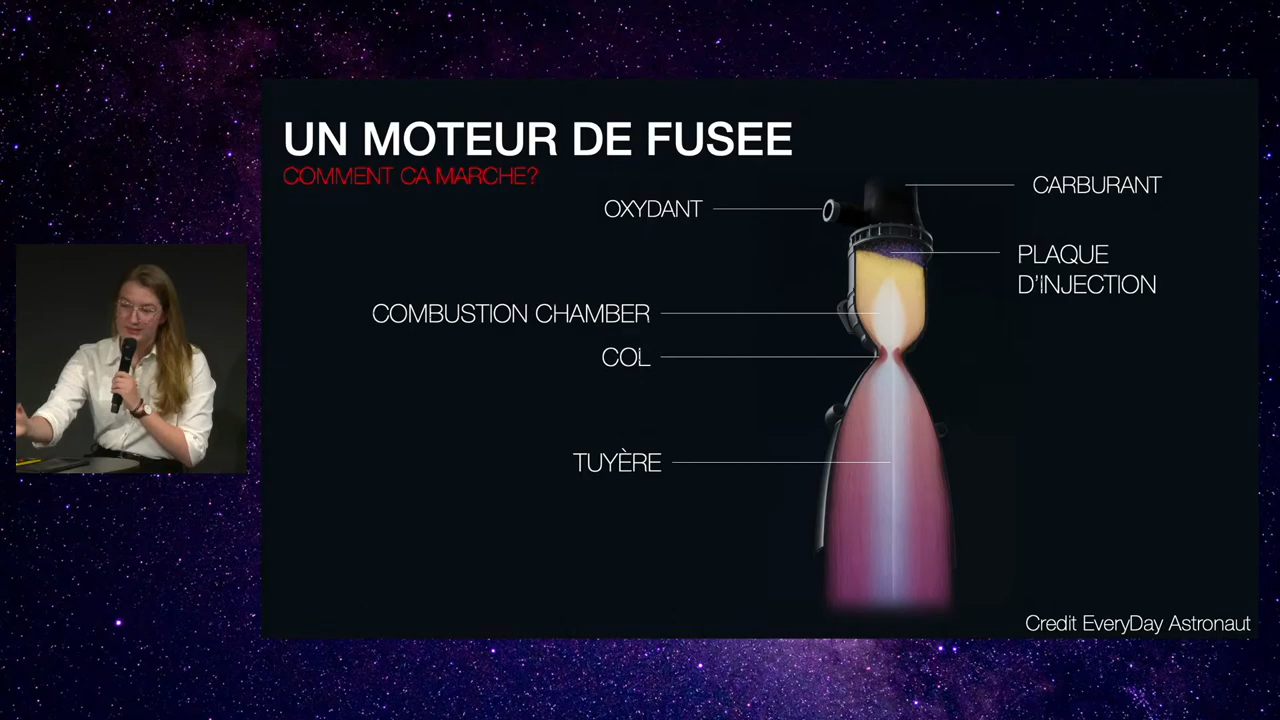 UN MOTEUR DE FUSEE
COMMENT CA MARCHE?
CARBURANT
OXYDANT
PLAQUE
D'INJECTION
COMBUSTION CHAMBER
COL
TUYÈRE
Credit EveryDay Astronaut